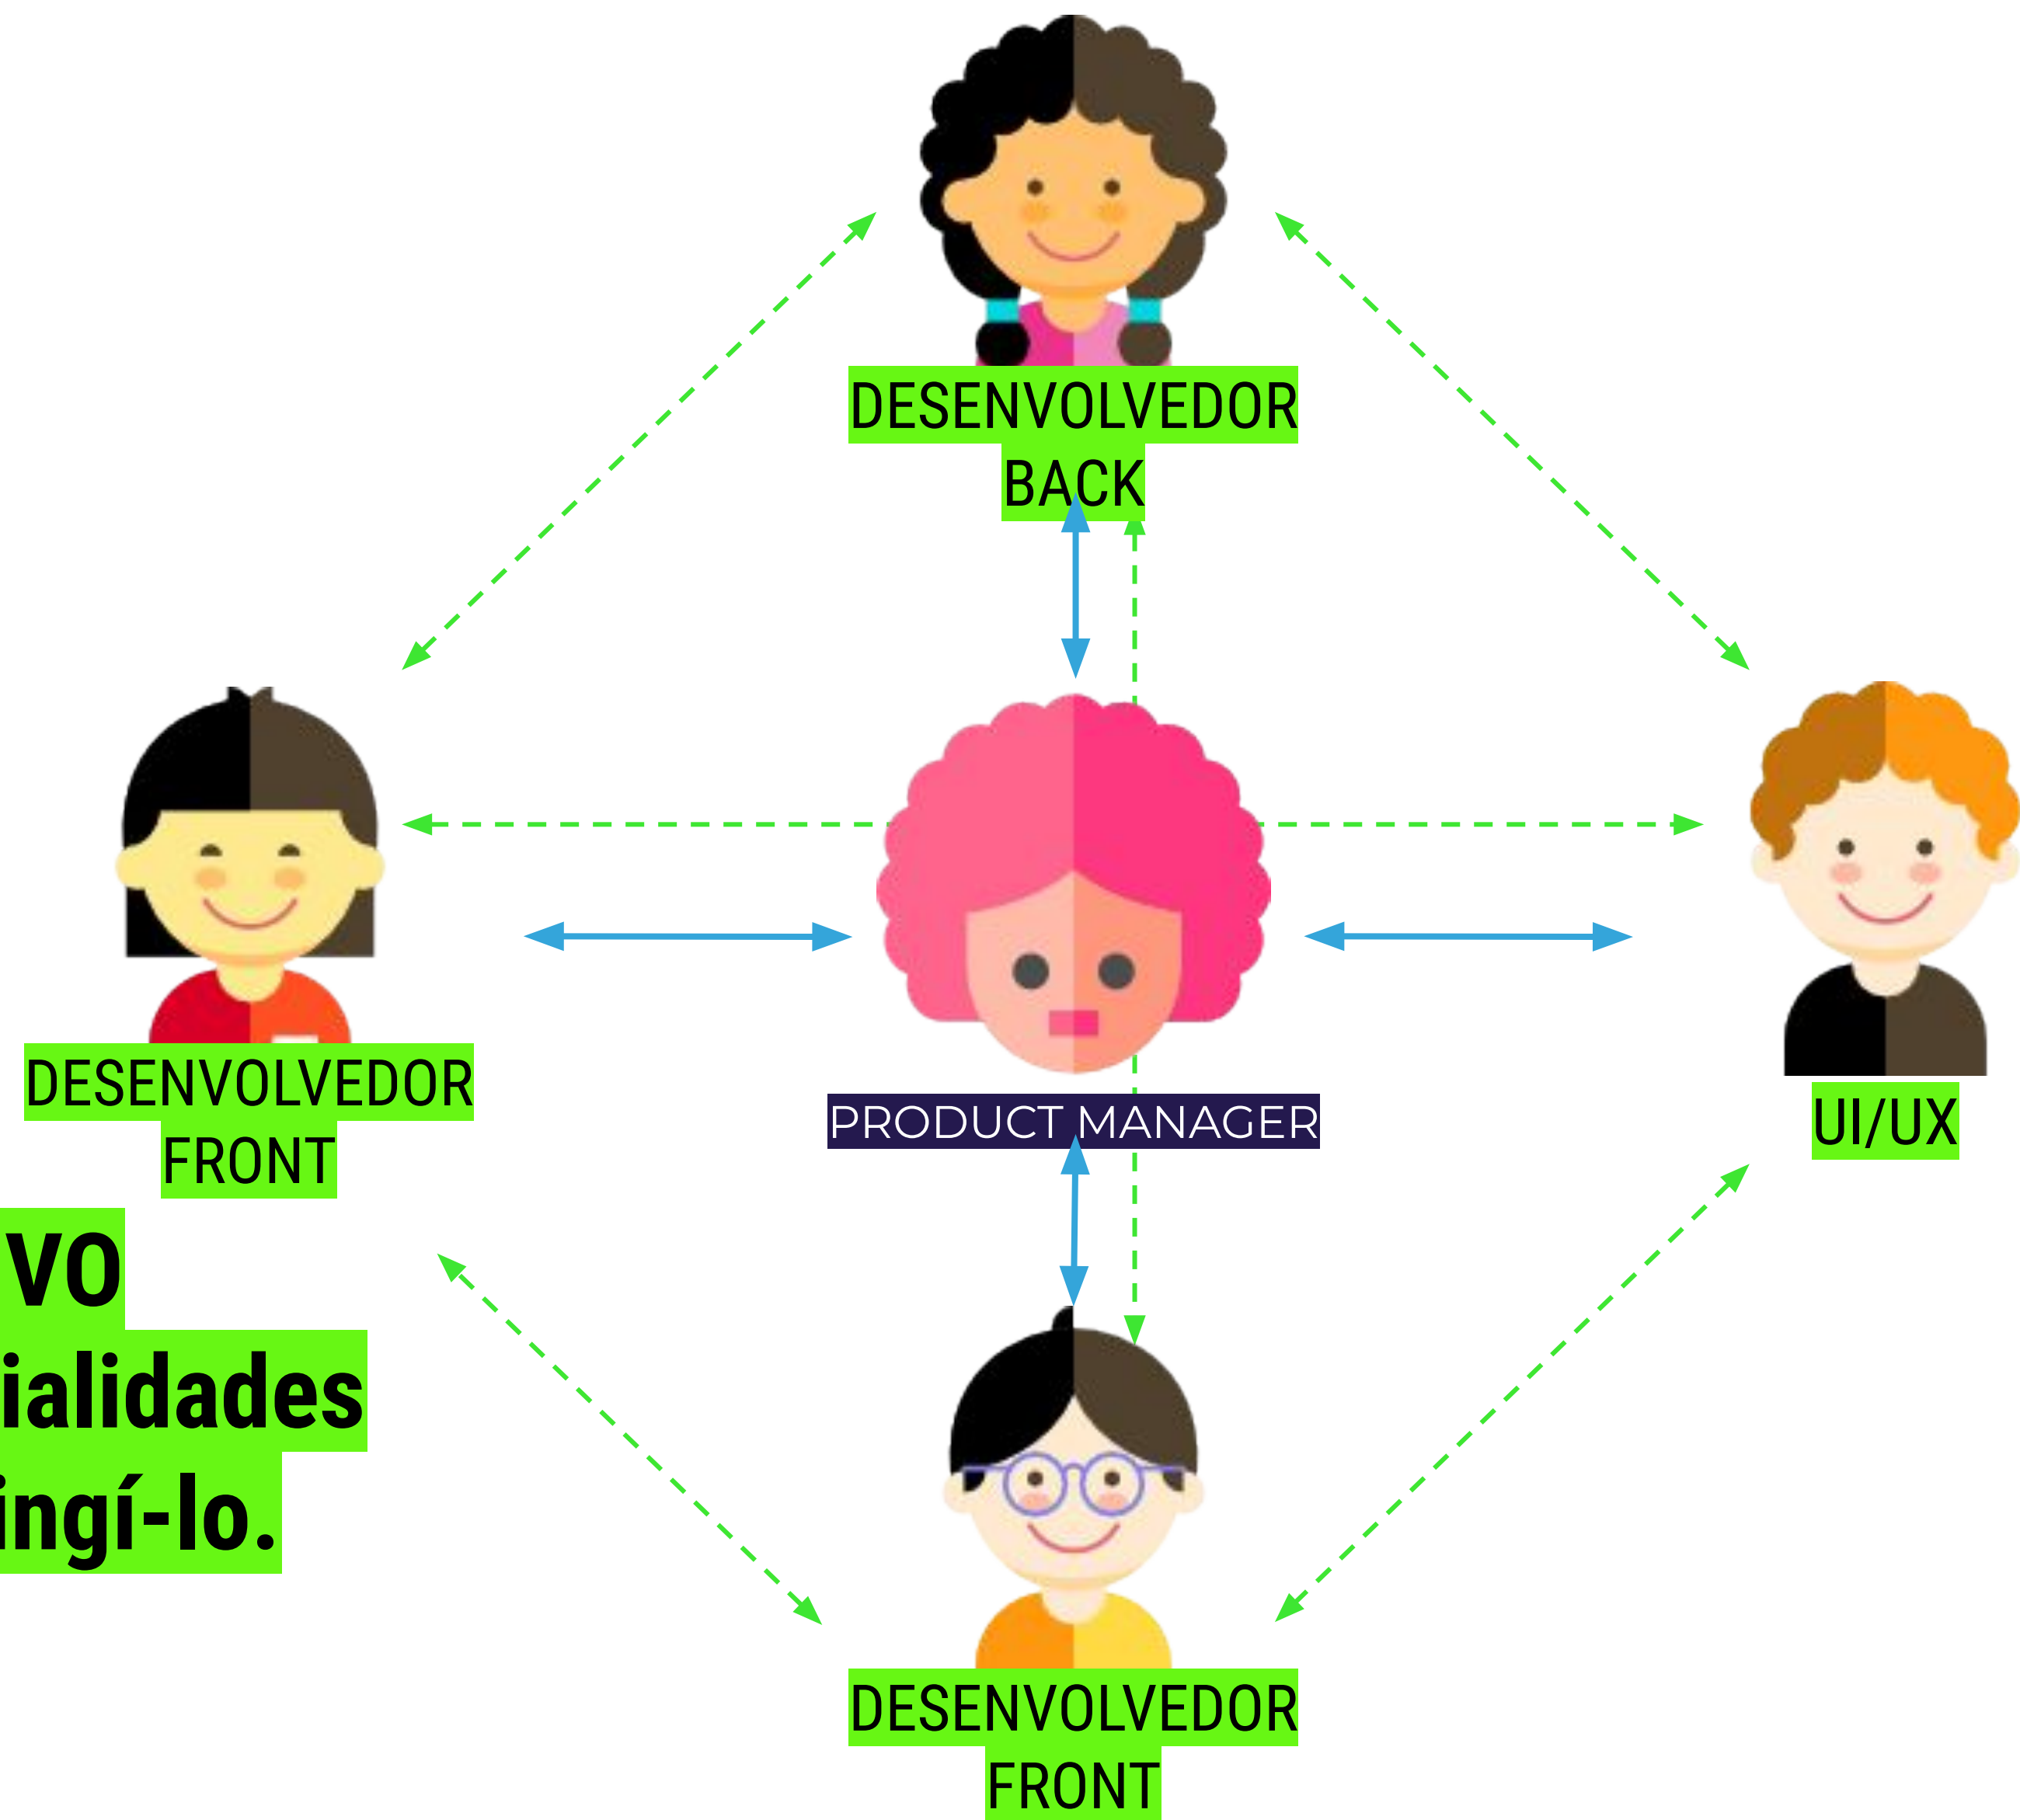 DESENVOLVEDOR
BACK
DESENVOLVEDOR
FRONT
PRODUCT MANAGER
UI/UX
VO
ialidades
ingí-lo.
DESENVOLVEDOR
FRONT